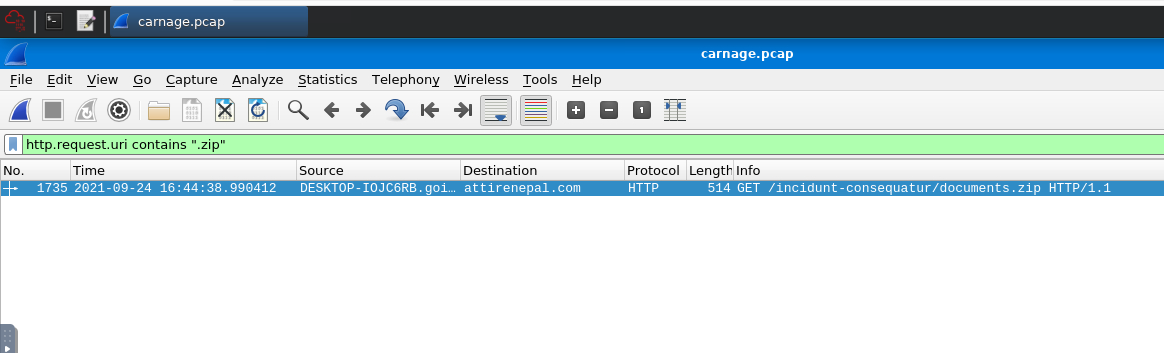 carnage.pcap
carnage.pcap
File Edit View Go Capture Analyze Statistics Telephony Wireless Tools Help
http.request.uri contains ".zip"
No. Time Source Destination Protocol Length Info
1735 2021-09-24 16:44:38.990412 DESKTOP-IOJC6RB.goi… attirenepal.com HTTP 514 GET /incidunt-consequatur/documents.zip HTTP/1.1